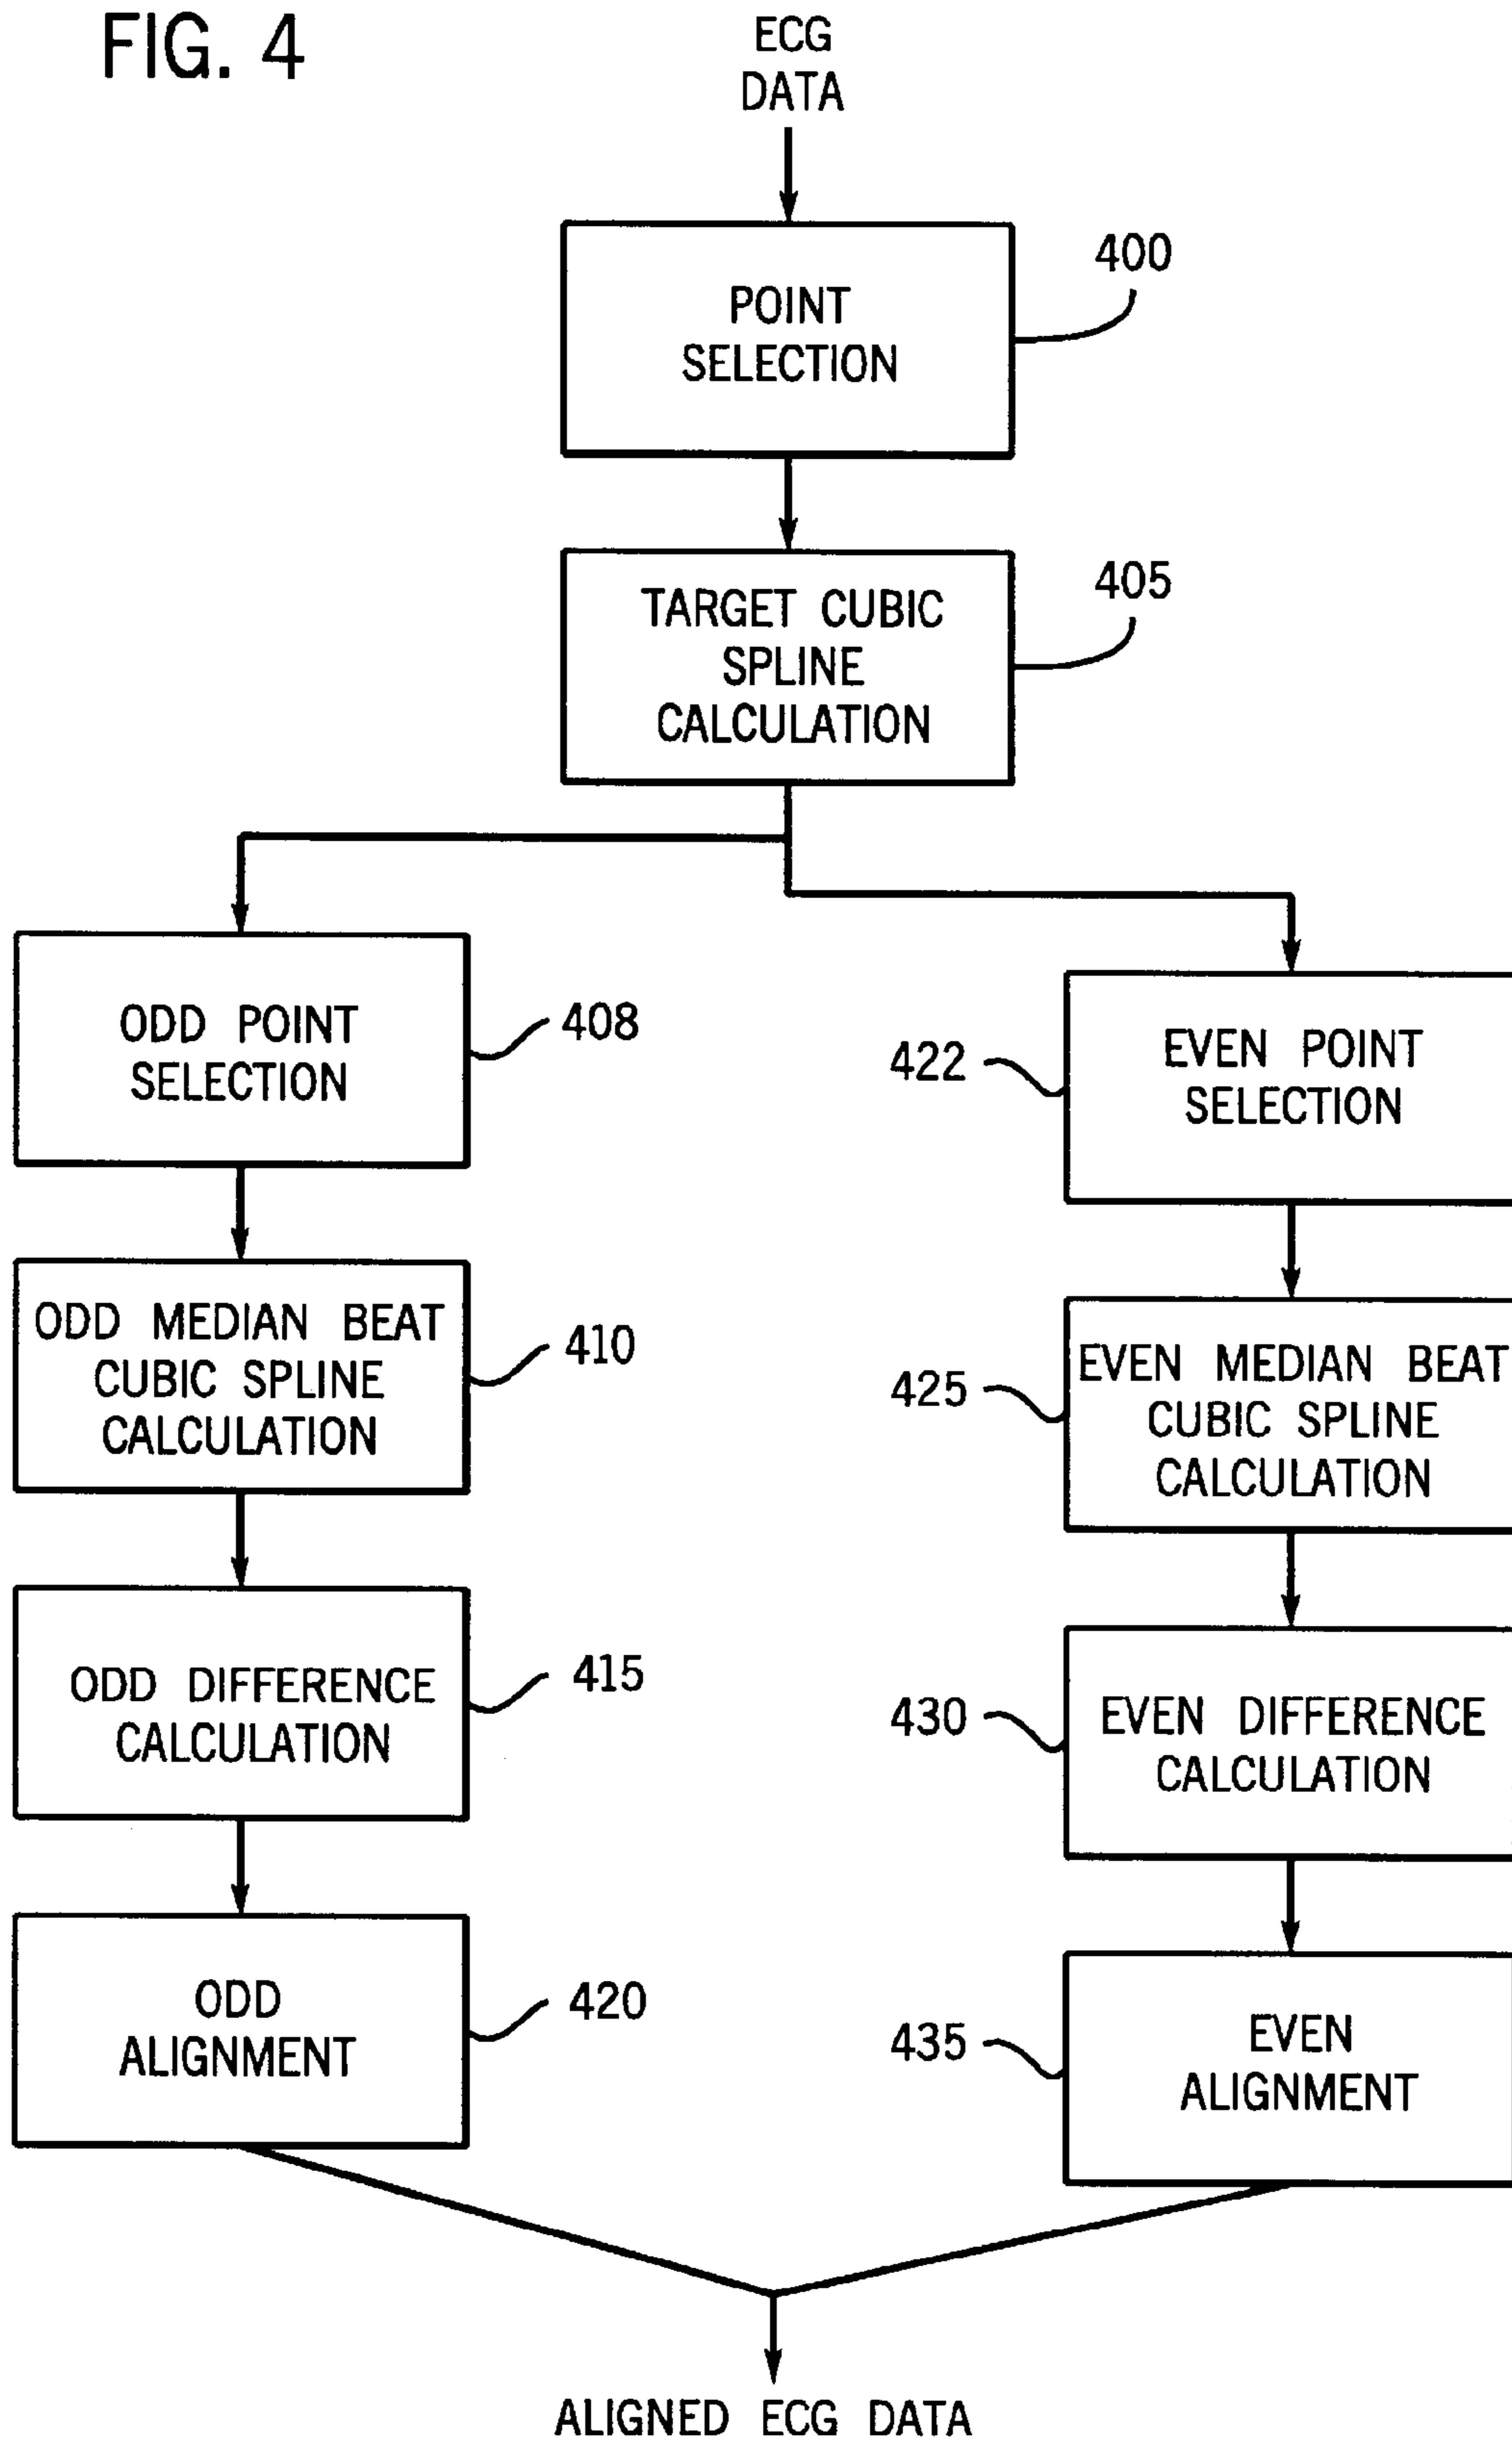 FIG. 4
ECG
DATA
POINT
SELECTION
400
TARGET CUBIC
SPLINE
CALCULATION
405
ODD POINT
SELECTION
408
ODD MEDIAN BEAT
CUBIC SPLINE
CALCULATION
410
ODD DIFFERENCE
CALCULATION
415
ODD
ALIGNMENT
420
422
EVEN POINT
SELECTION
425
EVEN MEDIAN BEAT
CUBIC SPLINE
CALCULATION
430
EVEN DIFFERENCE
CALCULATION
435
EVEN
ALIGNMENT
ALIGNED ECG DATA